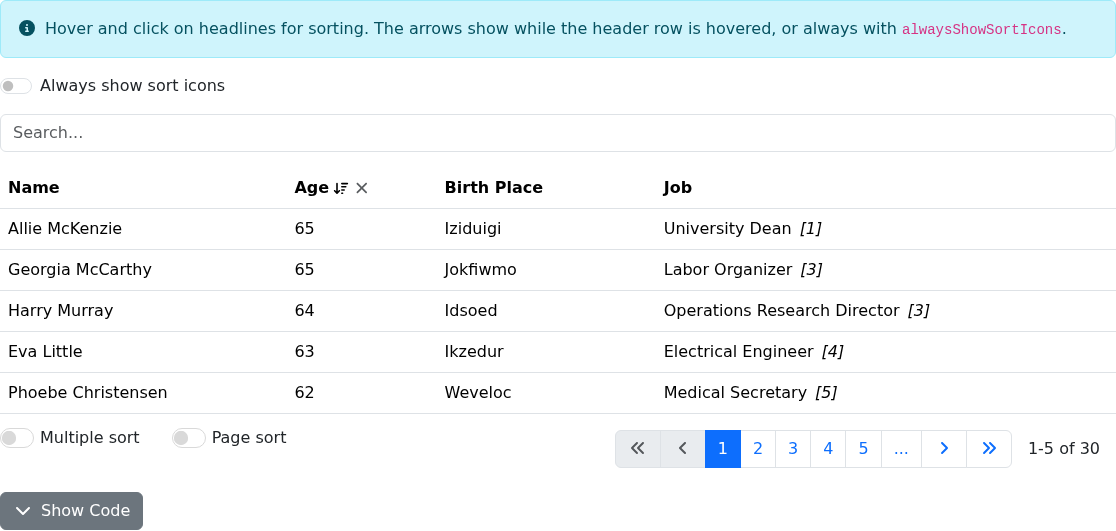 Hover and click on headlines for sorting. The arrows show while the header row is hovered, or always with alwaysShowSortIcons.
Always show sort icons
Search...
Name Age Birth Place Job
Allie McKenzie 65 Iziduigi University Dean [1]
Georgia McCarthy 65 Jokfiwmo Labor Organizer [3]
Harry Murray 64 Idsoed Operations Research Director [3]
Eva Little 63 Ikzedur Electrical Engineer [4]
Phoebe Christensen 62 Weveloc Medical Secretary [5]
Multiple sort Page sort 1 2 3 4 5 ... 1-5 of 30
Show Code